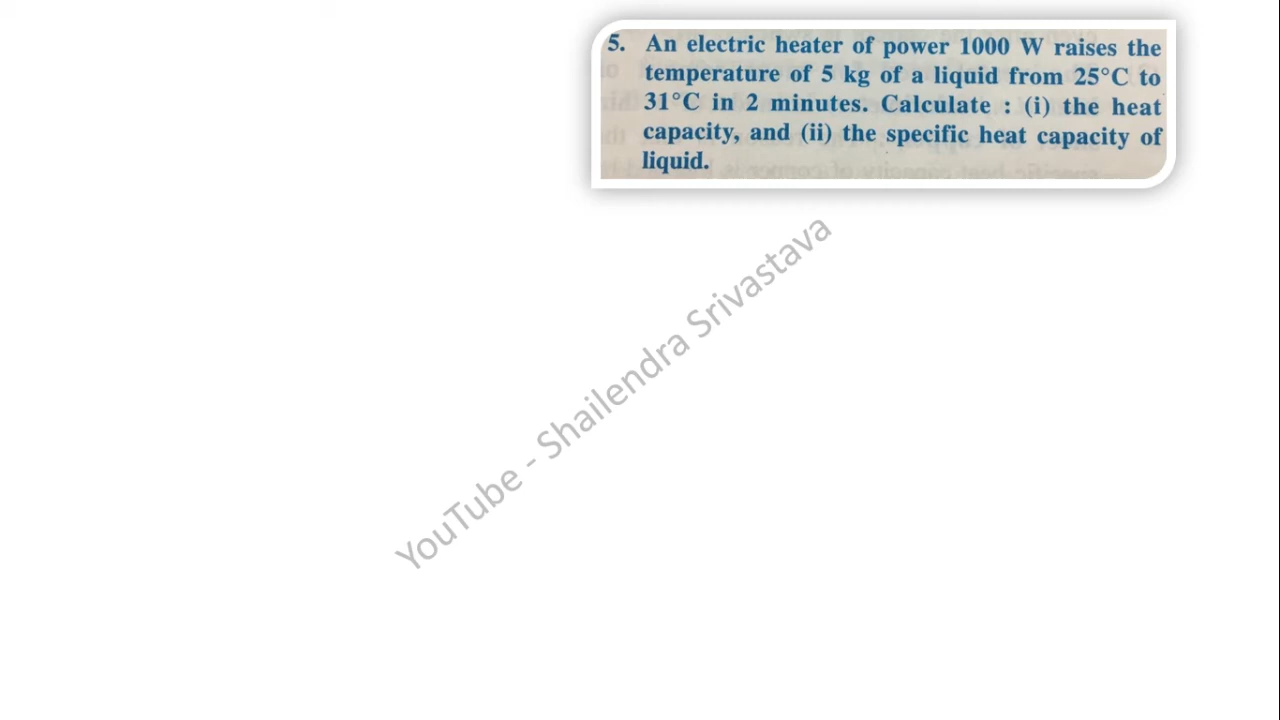 5. An electric heater of power 1000 W raises the
temperature of 5 kg of a liquid from 25°C to
31°C in 2 minutes. Calculate : (i) the heat
capacity, and (ii) the specific heat capacity of
liquid.
YouTube - Shailendra Srivastava